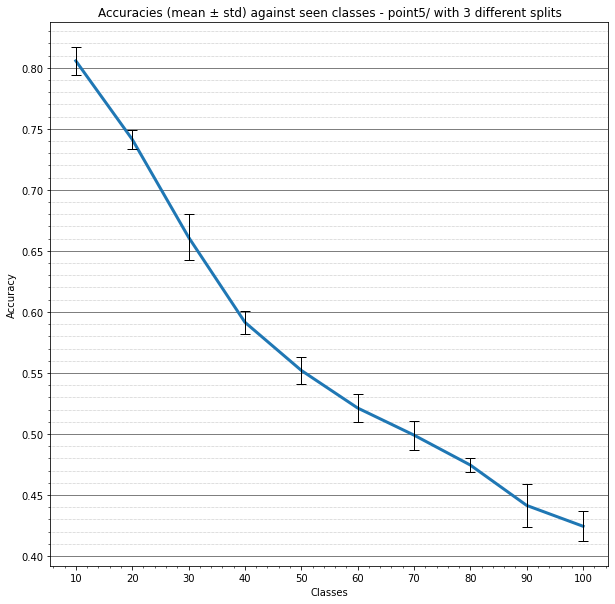 Accuracies (mean ± std) against seen classes - point5/ with 3 different splits
0.80
0.75
0.70
0.65
0.60
0.55
0.50
0.45
0.40
Accuracy
10 20 30 40 50 60 70 80 90 100
Classes